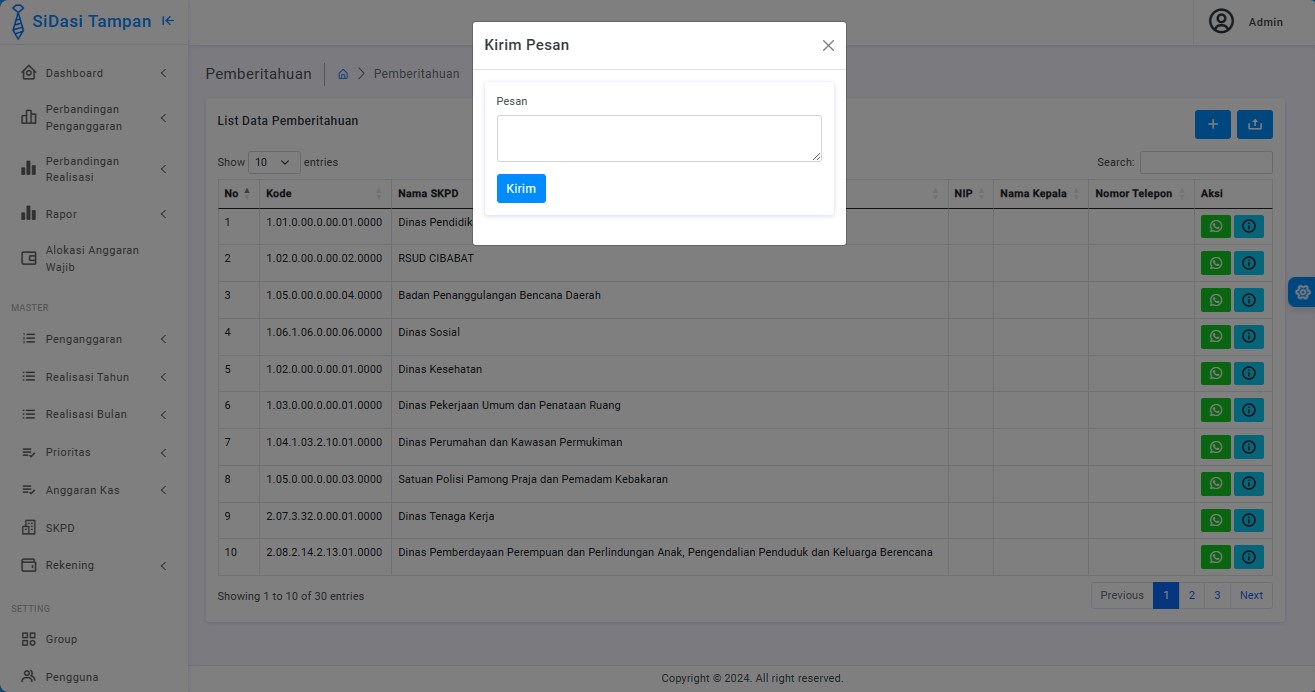 SiDasi Tampan
Admin
Dashboard
Perbandingan
Penganggaran
Perbandingan
Realisasi
Rapor
Alokasi Anggaran
Wajib
MASTER
Penganggaran
Realisasi Tahun
Realisasi Bulan
Prioritas
Anggaran Kas
SKPD
Rekening
SETTING
Group
Pengguna
Pemberitahuan
Pemberitahuan
List Data Pemberitahuan
Show 10 entries
Search:
No Kode Nama SKPD NIP Nama Kepala Nomor Telepon Aksi
1 1.01.0.00.0.00.01.0000 Dinas Pendidik
2 1.02.0.00.0.00.02.0000 RSUD CIBABAT
3 1.05.0.00.0.00.04.0000 Badan Penanggulangan Bencana Daerah
4 1.06.1.06.0.00.06.0000 Dinas Sosial
5 1.02.0.00.0.00.01.0000 Dinas Kesehatan
6 1.03.0.00.0.00.01.0000 Dinas Pekerjaan Umum dan Penataan Ruang
7 1.04.1.03.2.10.01.0000 Dinas Perumahan dan Kawasan Permukiman
8 1.05.0.00.0.00.03.0000 Satuan Polisi Pamong Praja dan Pemadam Kebakaran
9 2.07.3.32.0.00.01.0000 Dinas Tenaga Kerja
10 2.08.2.14.2.13.01.0000 Dinas Pemberdayaan Perempuan dan Perlindungan Anak, Pengendalian Penduduk dan Keluarga Berencana
Showing 1 to 10 of 30 entries
Previous 1 2 3 Next
Copyright © 2024. All right reserved.
Kirim Pesan
Pesan
Kirim